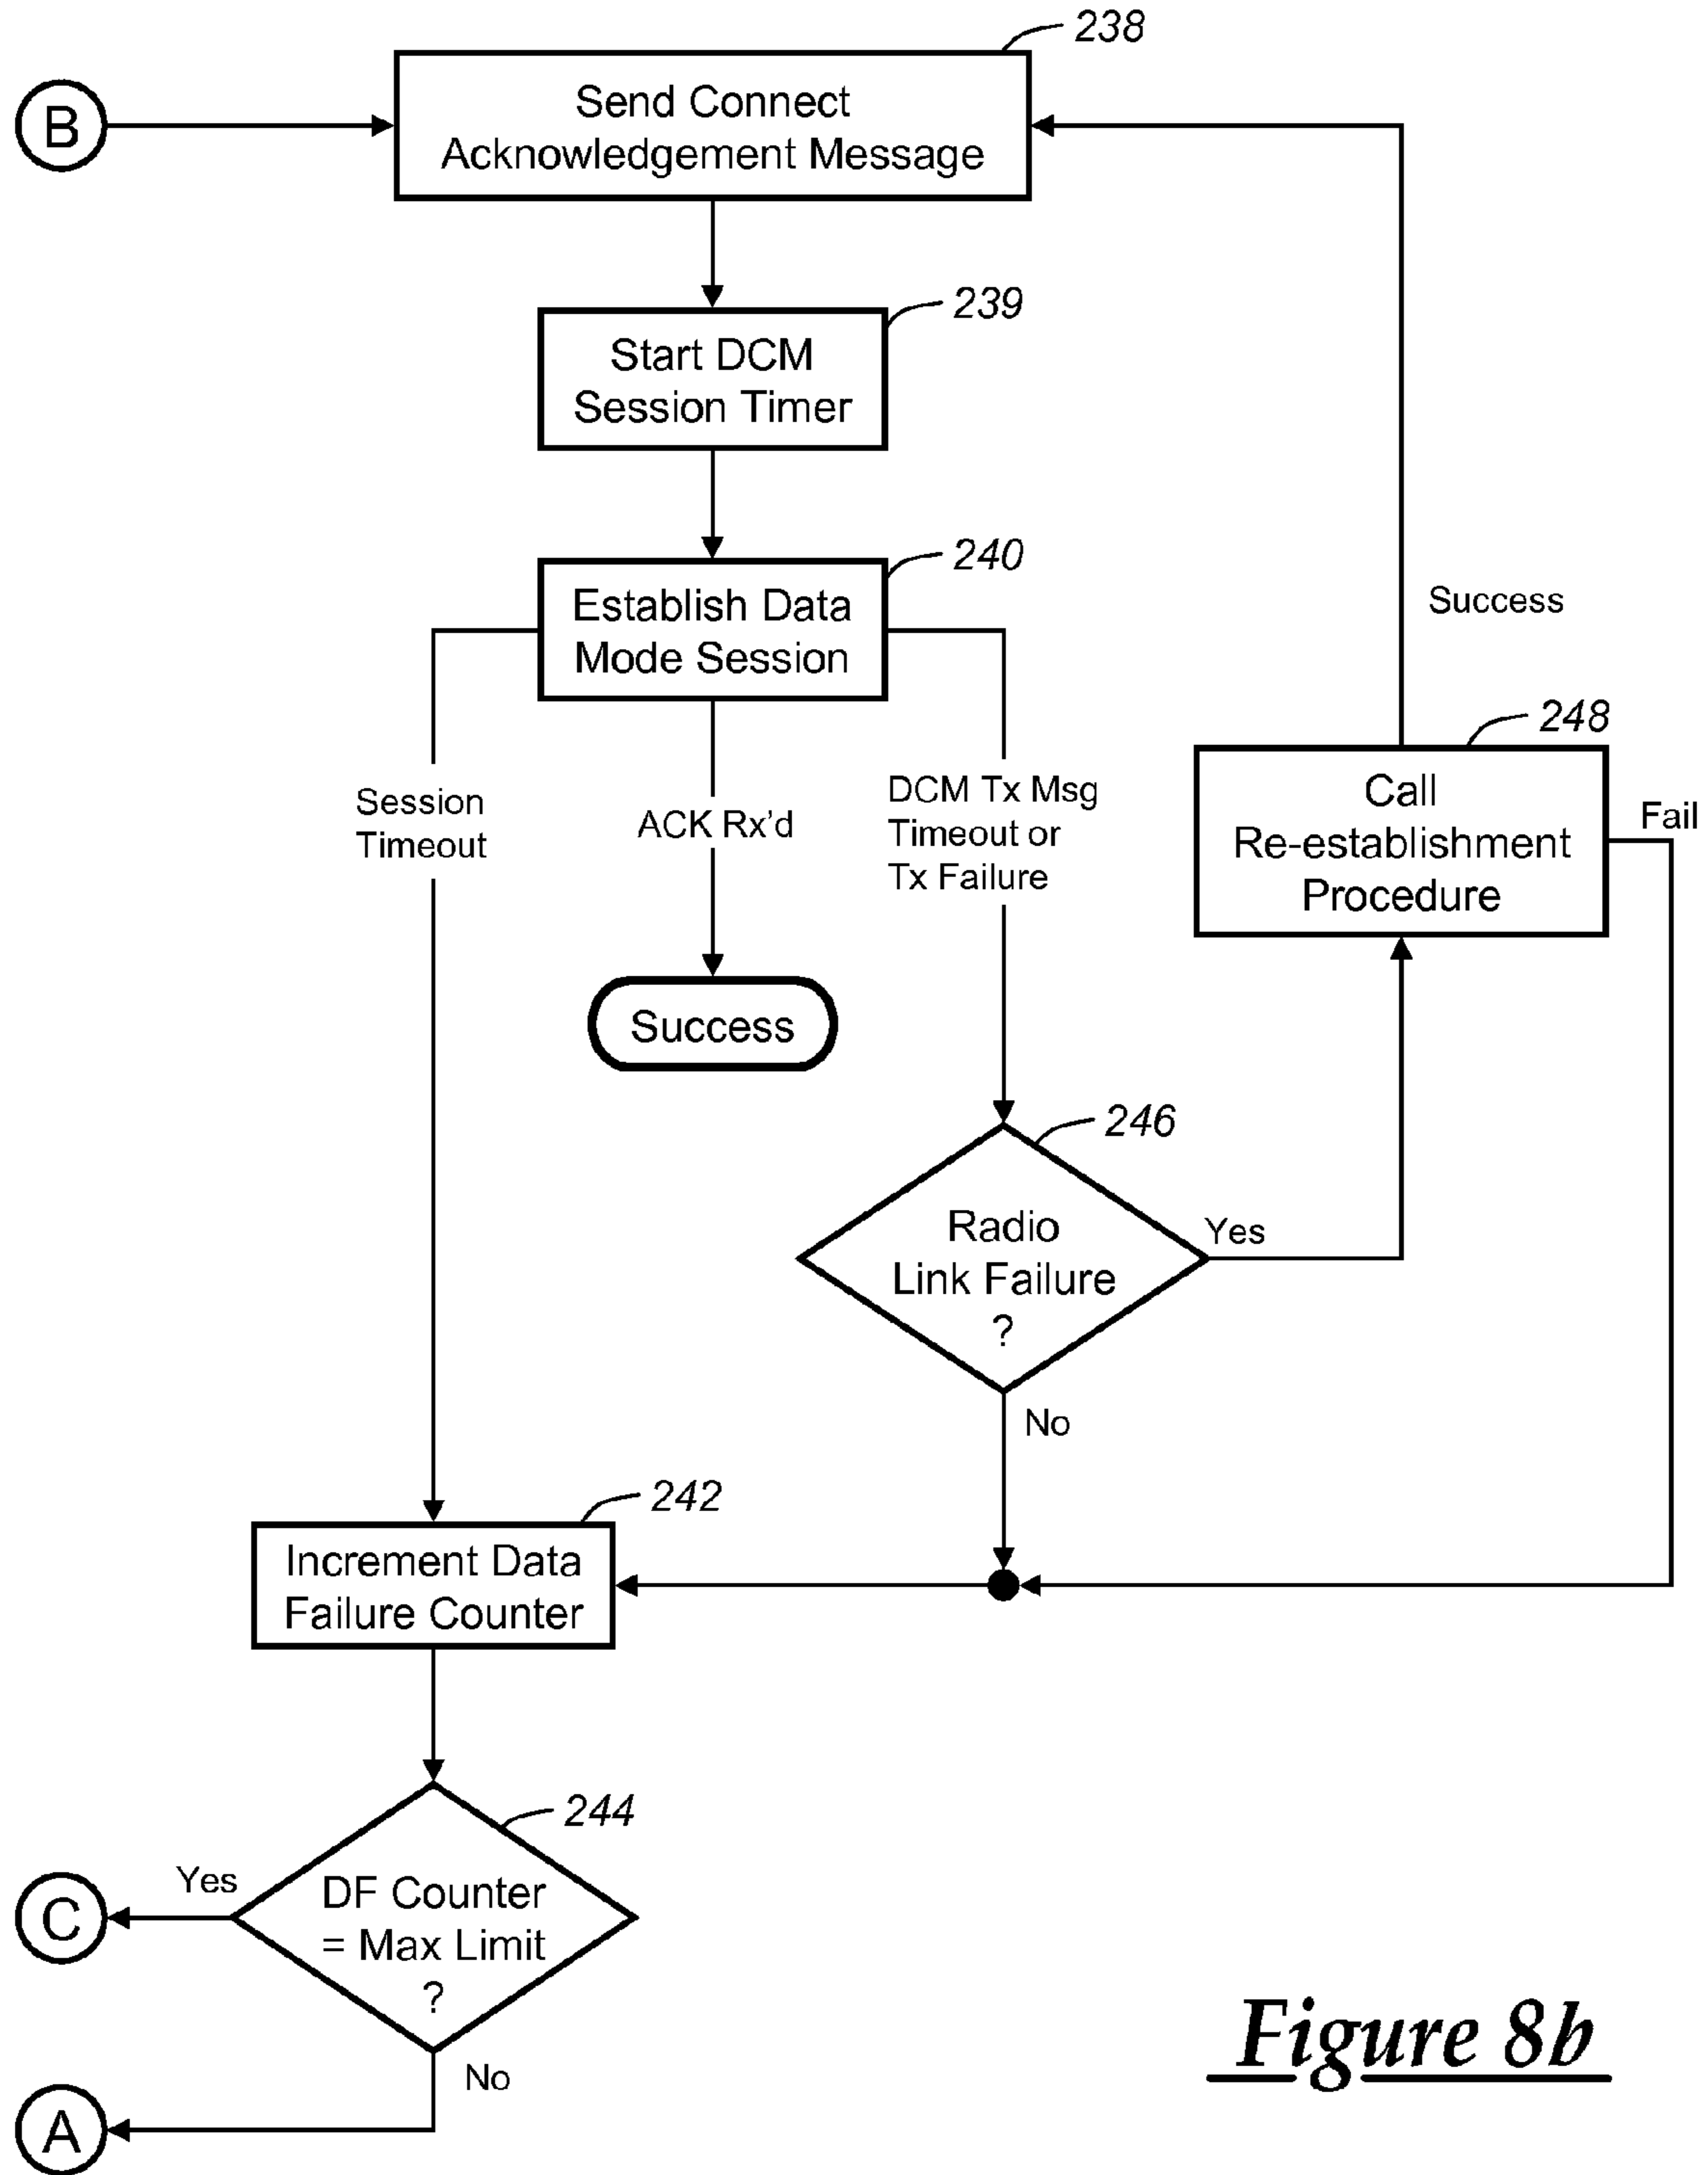 238
B
Send Connect
Acknowledgement Message
239
Start DCM
Session Timer
240
Establish Data
Mode Session
Success
248
Call
Re-establishment
Procedure
Fail
Session
Timeout
ACK Rx’d
DCM Tx Msg
Timeout or
Tx Failure
Success
246
Radio
Link Failure
?
Yes
No
242
Increment Data
Failure Counter
244
DF Counter
= Max Limit
?
Yes
C
No
A
Figure 8b